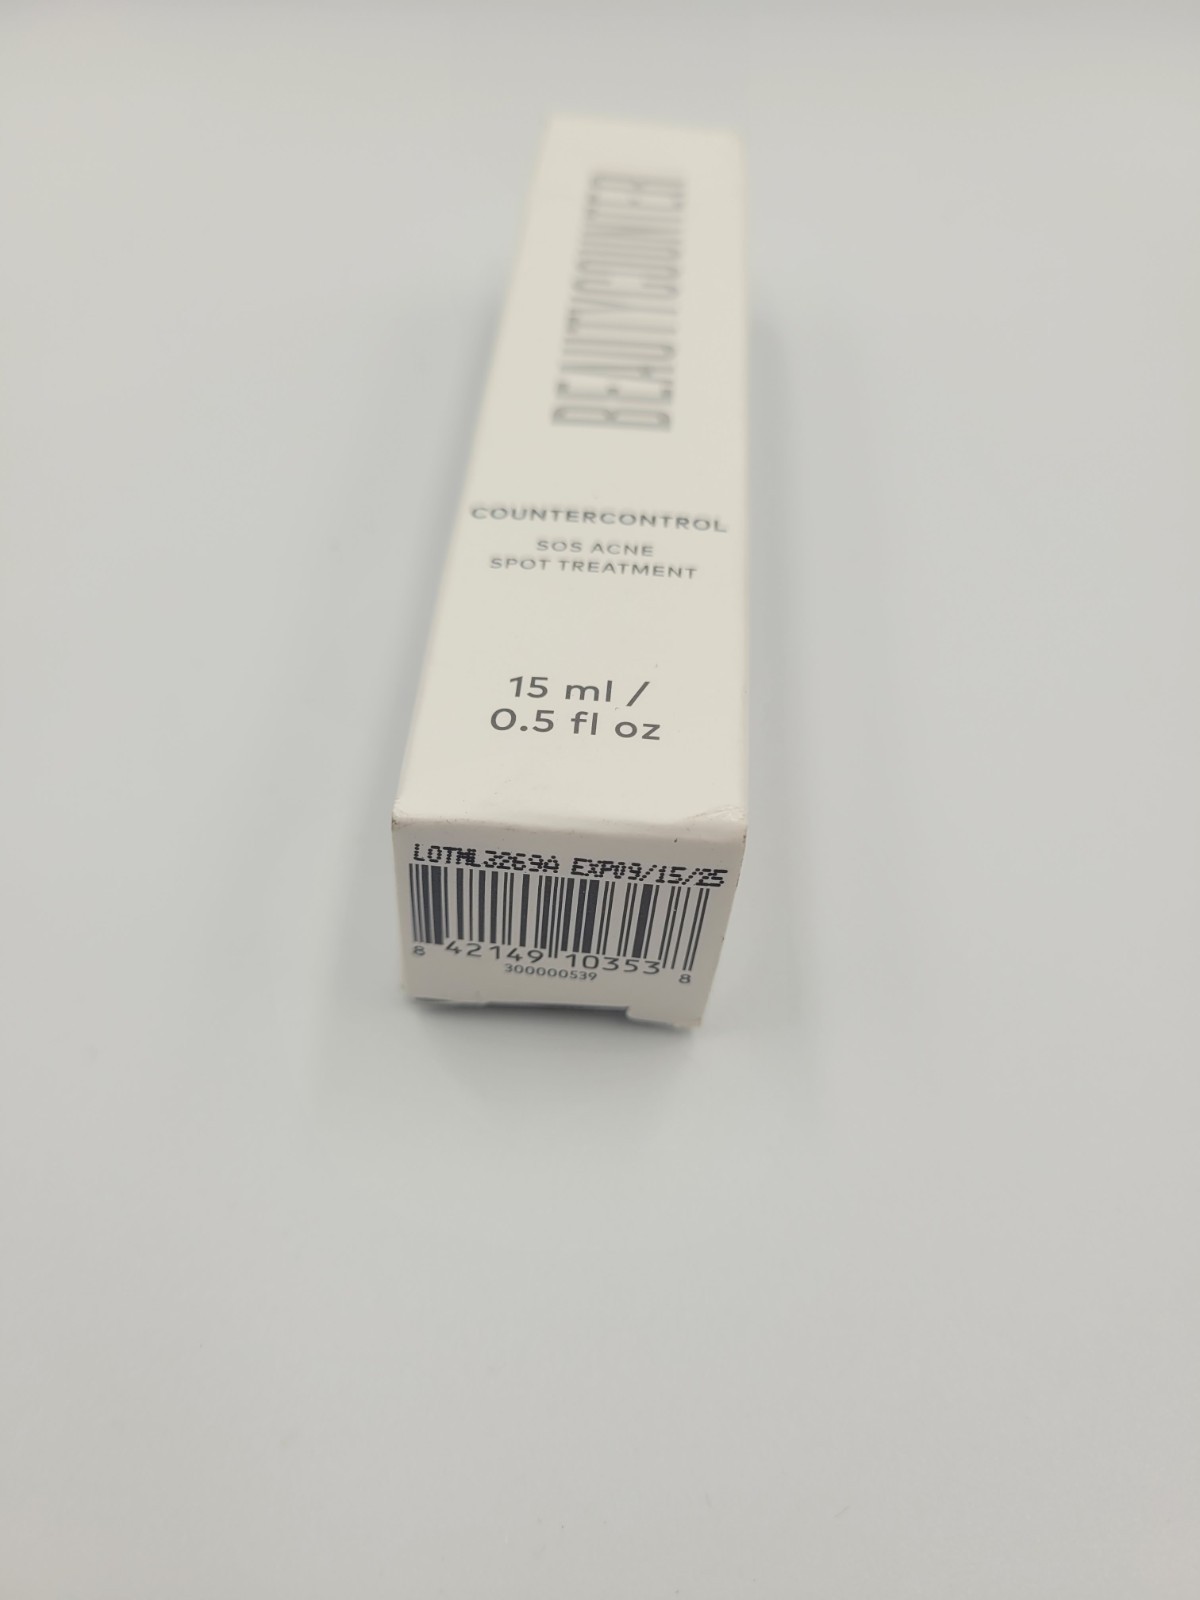 BEAUTYCOUNTER
COUNTERCONTROL
SOS ACNE
SPOT TREATMENT
15 ml /
0.5 fl oz
LOTML3269A EXP09/15/25
8 42149 10353 8
300000539